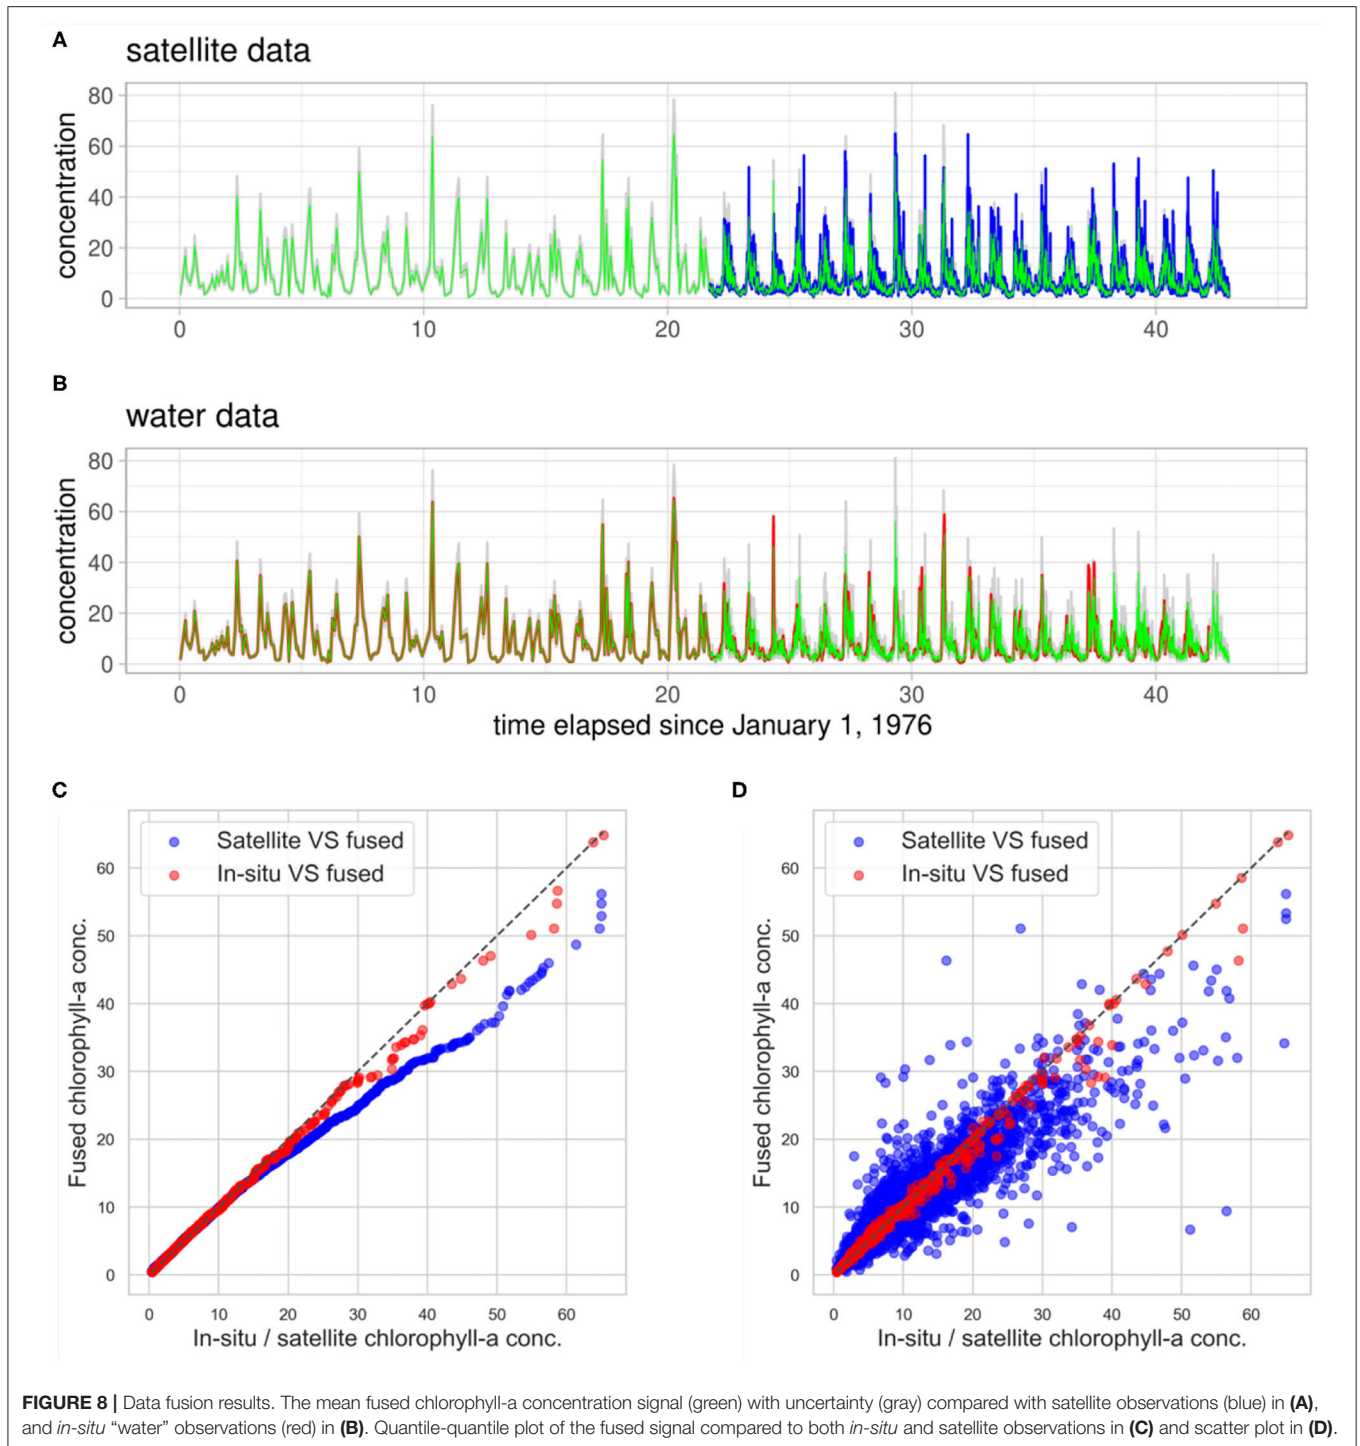 A
satellite data
concentration
80
60
40
20
0
0 10 20 30 40
B
water data
concentration
80
60
40
20
0
0 10 20 30 40
time elapsed since January 1, 1976
C
Satellite VS fused
In-situ VS fused
Fused chlorophyll-a conc.
60
50
40
30
20
10
0
0 10 20 30 40 50 60
In-situ / satellite chlorophyll-a conc.
D
Satellite VS fused
In-situ VS fused
Fused chlorophyll-a conc.
60
50
40
30
20
10
0
0 10 20 30 40 50 60
In-situ / satellite chlorophyll-a conc.
FIGURE 8 | Data fusion results. The mean fused chlorophyll-a concentration signal (green) with uncertainty (gray) compared with satellite observations (blue) in (A),
and in-situ “water” observations (red) in (B). Quantile-quantile plot of the fused signal compared to both in-situ and satellite observations in (C) and scatter plot in (D).